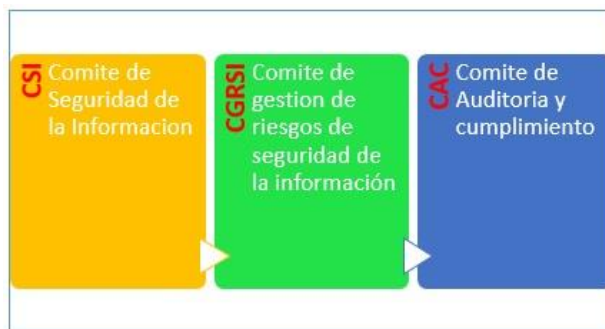 CSI
Comite de
Seguridad de
la Informacion
CGRSI
Comite de
gestion de
riesgos de
seguridad de
la información
CAC
Comite de
Auditoria y
cumplimiento